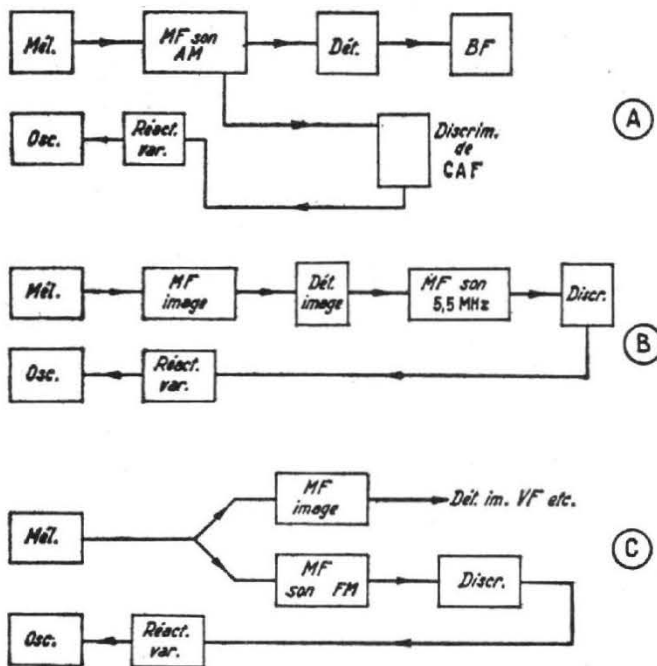 Mél.
MF son
AM
Dét.
BF
Osc.
Réact.
var.
Discrim.
de
CAF
A
Mél.
MF
image
Dét.
image
MF son
5,5 MHz
Discr.
Osc.
Réact.
var.
B
MF
image
Dét. im. VF etc.
Mél.
MF
son FM
Discr.
C
Osc.
Réact.
var.